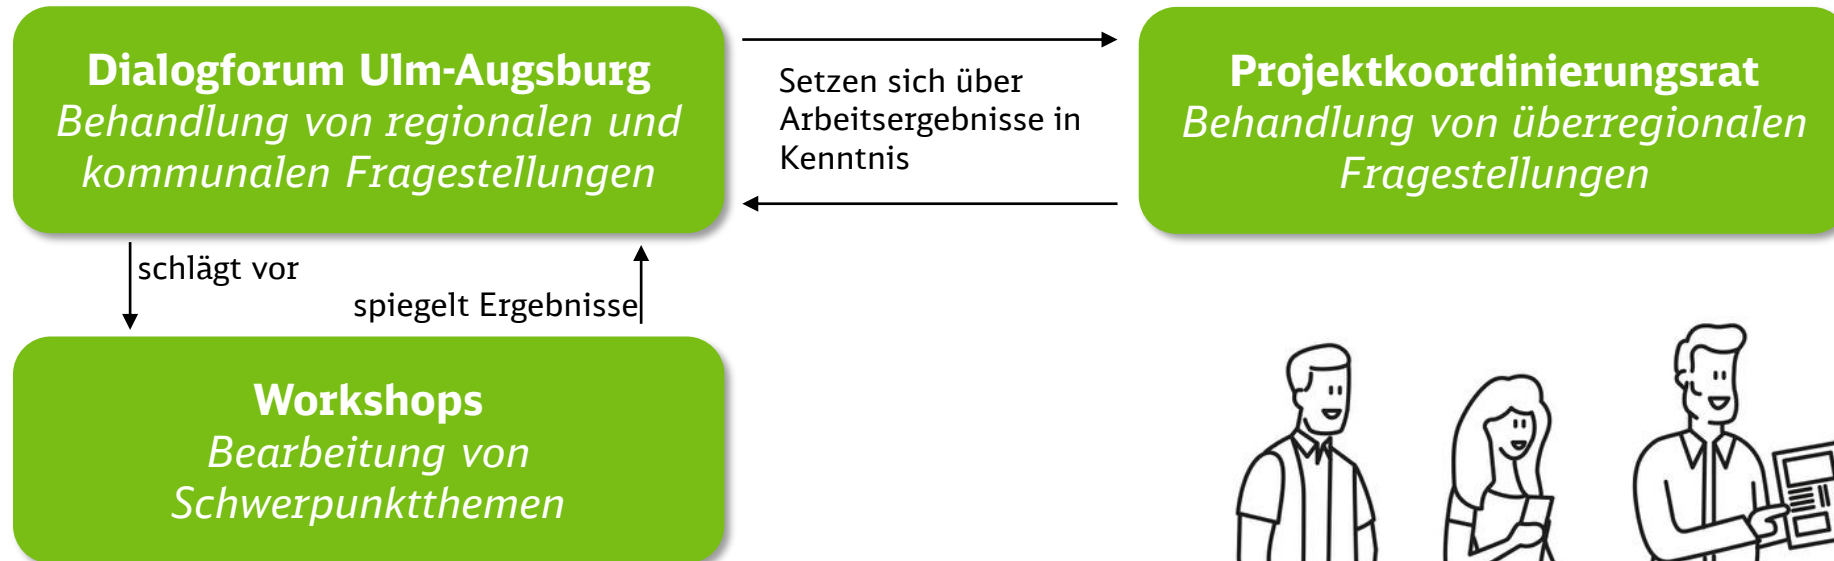 Dialogforum Ulm-Augsburg
Behandlung von regionalen und
kommunalen Fragestellungen
Setzen sich über
Arbeitsergebnisse in
Kenntnis
Projektkoordinierungsrat
Behandlung von überregionalen
Fragestellungen
schlägt vor
spiegelt Ergebnisse
Workshops
Bearbeitung von
Schwerpunktthemen